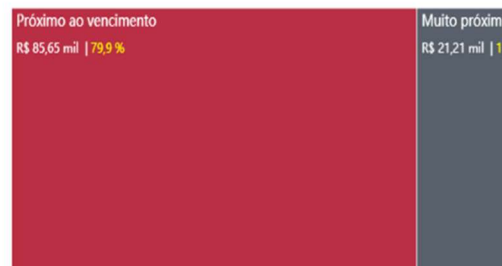 Próximo ao vencimento
R$ 85,65 mil | 79,9 %
Muito próxim
R$ 21,21 mil | 1